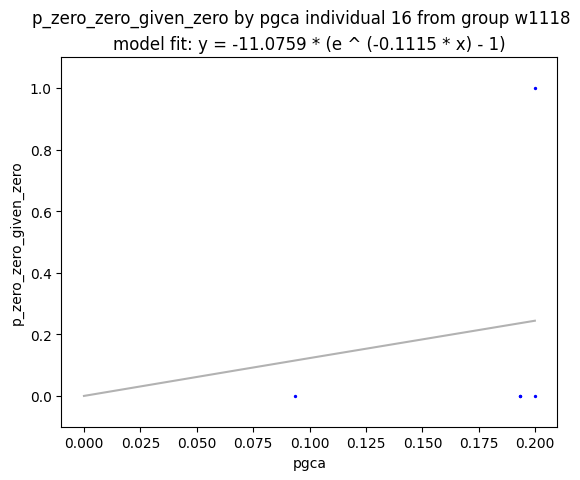 p_zero_zero_given_zero by pgca individual 16 from group w1118
model fit: y = -11.0759 * (e ^ (-0.1115 * x) - 1)
1.0
0.8
0.6
0.4
0.2
0.0
p_zero_zero_given_zero
0.000 0.025 0.050 0.075 0.100 0.125 0.150 0.175 0.200
pgca